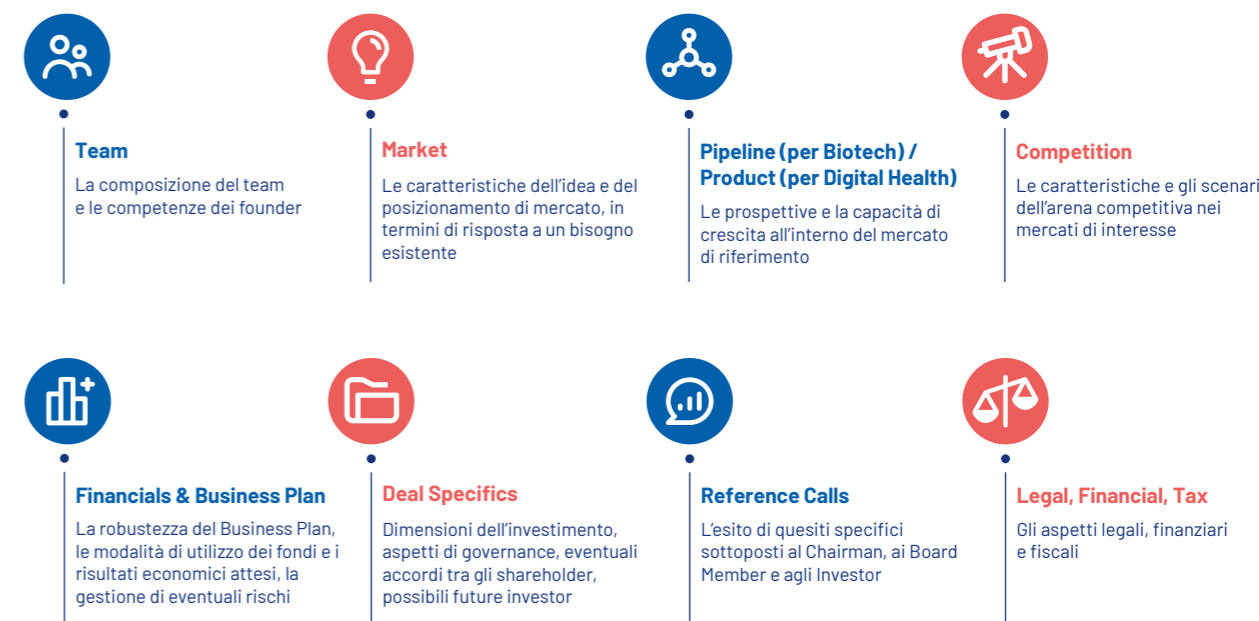 Team
La composizione del team
e le competenze dei founder
Market
Le caratteristiche dell'idea e del
posizionamento di mercato, in
termini di risposta a un bisogno
esistente
Pipeline (per Biotech) /
Product (per Digital Health)
Le prospettive e la capacità di
crescita all'interno del mercato
di riferimento
Competition
Le caratteristiche e gli scenari
dell'arena competitiva nei
mercati di interesse
Financials & Business Plan
La robustezza del Business Plan,
le modalità di utilizzo dei fondi e i
risultati economici attesi, la
gestione di eventuali rischi
Deal Specifics
Dimensioni dell'investimento,
aspetti di governance, eventuali
accordi tra gli shareholder,
possibili future investor
Reference Calls
L'esito di quesiti specifici
sottoposti al Chairman, ai Board
Member e agli Investor
Legal, Financial, Tax
Gli aspetti legali, finanziari
e fiscali